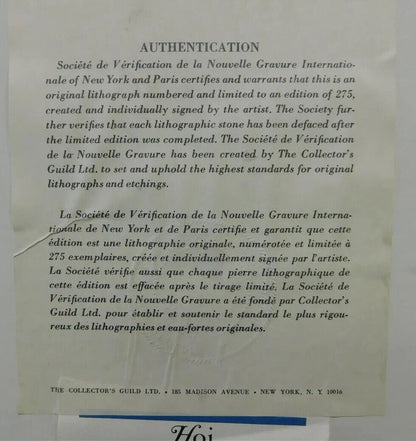 AUTHENTICATION
Société de Vérification de la Nouvelle Gravure Internatio-
nale of New York and Paris certifies and warrants that this is an
original lithograph numbered and limited to an edition of 275,
created and individually signed by the artist. The Society fur-
ther verifies that each lithographic stone has been defaced after
the limited edition was completed. The Société de Vérification
de la Nouvelle Gravure has been created by The Collector's
Guild Ltd. to set and uphold the highest standards for original
lithographs and etchings.
La Société de Vérification de la Nouvelle Gravure Interna-
tionale de New York et de Paris certifie et garantit que cette
édition est une lithographie originale, numérotée et limitée à
275 exemplaires, créée et individuellement signée par l'artiste.
La Société vérifie aussi que chaque pierre lithographique de
cette édition est effacée après le tirage limité. La Société de
Vérification de la Nouvelle Gravure a été fondé par Collector's
Guild Ltd. pour établir et soutenir le standard le plus rigou-
reux des lithographies et eau-fortes originales.
THE COLLECTOR'S GUILD LTD. • 185 MADISON AVENUE • NEW YORK, N. Y. 10016